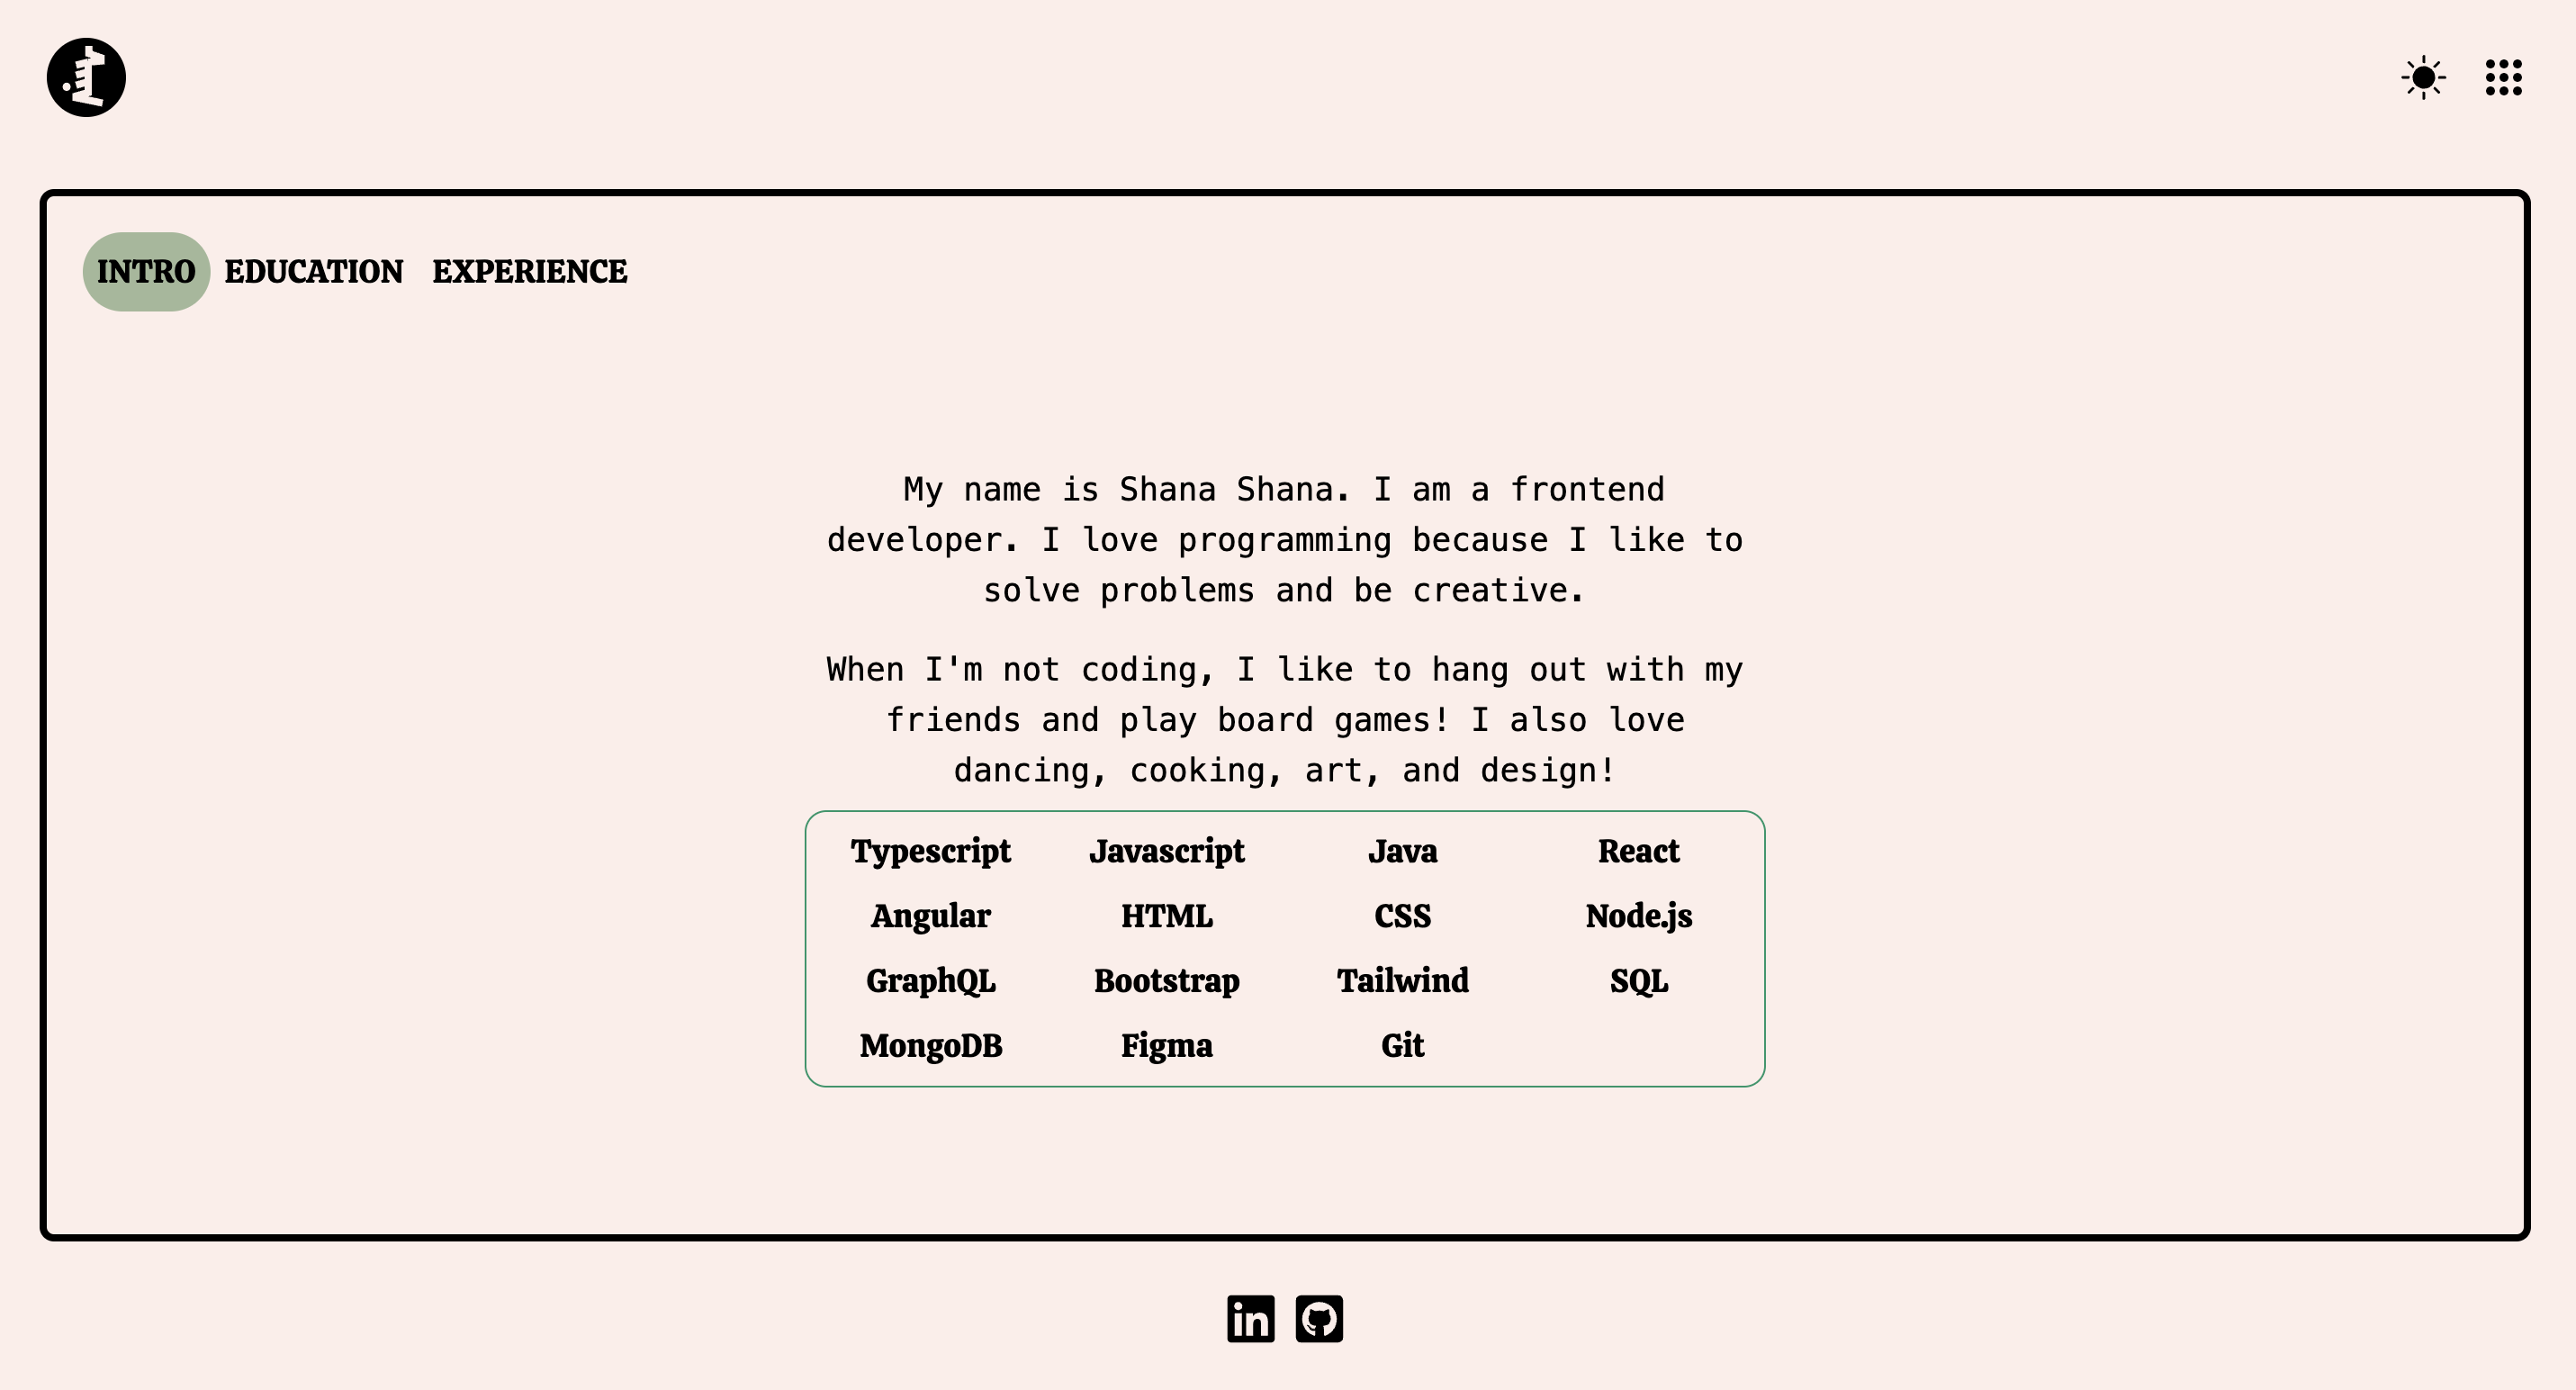 INTRO EDUCATION EXPERIENCE
My name is Shana Shana. I am a frontend
developer. I love programming because I like to
solve problems and be creative.
When I'm not coding, I like to hang out with my
friends and play board games! I also love
dancing, cooking, art, and design!
Typescript Javascript Java React
Angular HTML CSS Node.js
GraphQL Bootstrap Tailwind SQL
MongoDB Figma Git
in